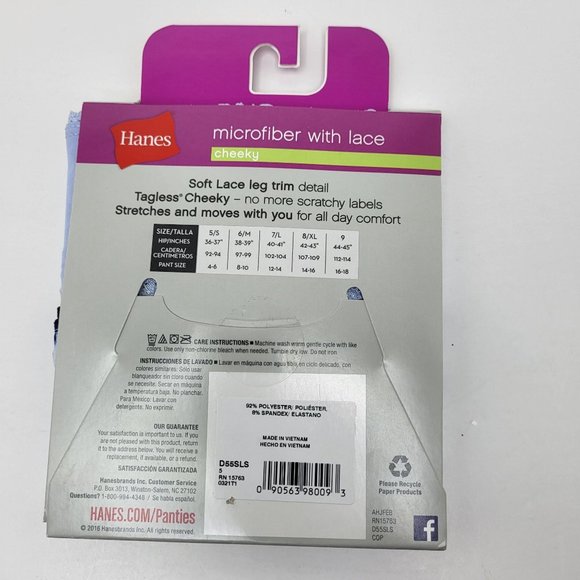 Hanes
microfiber with lace
cheeky
Soft Lace leg trim detail
Tagless® Cheeky – no more scratchy labels
Stretches and moves with you for all day comfort
SIZE/TALLA 5/S 6/M 7/L 8/XL 9
HIP/INCHES 36-37" 38-39" 40-41" 42-43" 44-45"
CADERA/
CENTIMETROS 92-94 97-99 102-104 107-109 112-114
PANT SIZE 4-6 8-10 12-14 14-16 16-18
CARE INSTRUCTIONS ■ Machine wash warm gentle cycle with like
colors. Use only non-chlorine bleach when needed. Tumble dry low. Do not iron
INSTRUCCIONES DE LAVADO ■ Lavar en máquina con agua tibia, en ciclo delicado, con
colores similares. Sólo usar
blanqueador sin cloro cuando
se necesite. Secar en máquina
a temperatura baja. No planchar.
Para México: Lavar con
detergente. No exprimir.
OUR GUARANTEE
Your satisfaction is important to us. If you
are not pleased with this product, return
it to the address below. You will receive a
replacement, if available, or a refund.
SATISFACCIÓN GARANTIZADA
Hanesbrands Inc. Customer Service
P.O. Box 3013, Winston-Salem, NC 27102
Questions? 1-800-994-4348 / Se habla español.
HANES.COM/Panties
© 2016 Hanesbrands Inc. All rights reserved.
92% POLYESTER/ POLIÉSTER,
8% SPANDEX/ ELASTANO
MADE IN VIETNAM
HECHO EN VIETNAM
D55SLS
5
RN 15763
0321T1
0 90563 98009 3
Please Recycle
Paper Products
AHJFEB
RN15763
D55SLS
COP
f